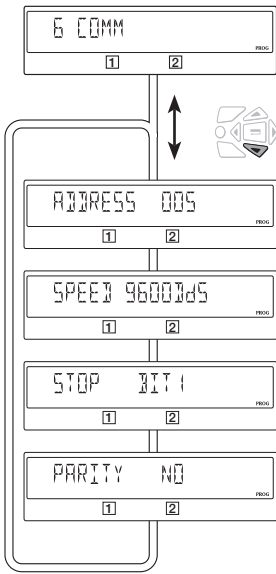 6 COMM
PROG
1 2
ADDRESS 005
PROG
1 2
SPEED 9600BdS
PROG
1 2
STOP BIT1
PROG
1 2
PARITY NO
PROG
1 2